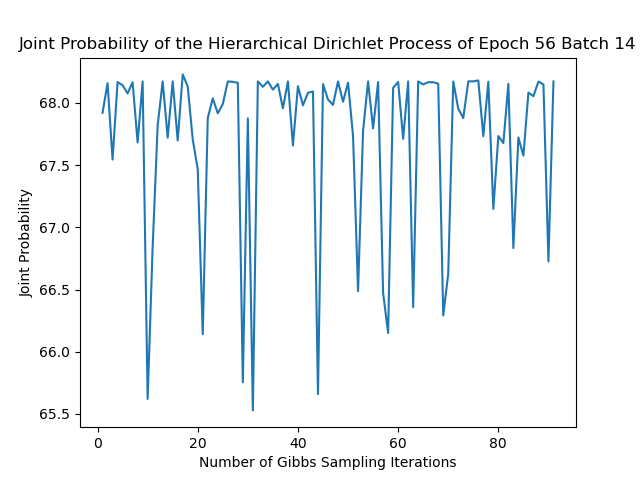 Joint Probability of the Hierarchical Dirichlet Process of Epoch 56 Batch 14
68.0
67.5
67.0
66.5
66.0
65.5
Joint Probability
0 20 40 60 80
Number of Gibbs Sampling Iterations